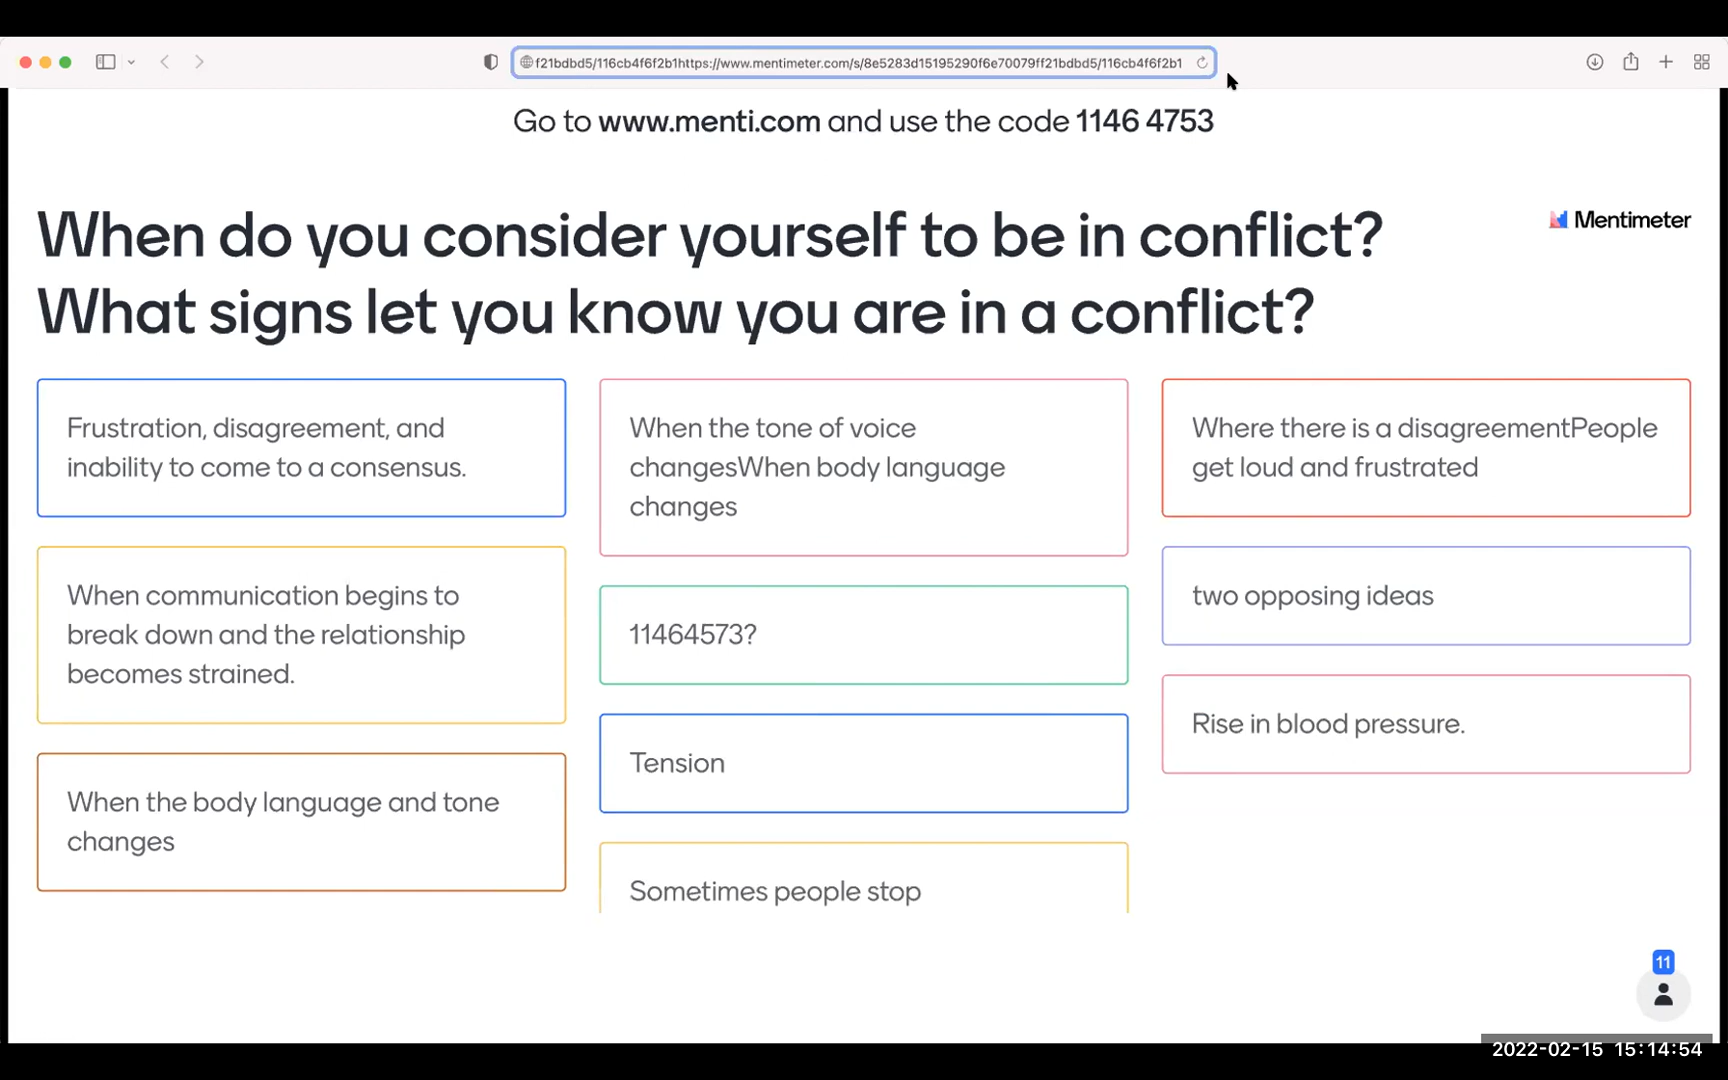 f21bdbd5/116cb4f6f2b1https://www.mentimeter.com/s/8e5283d15195290f6e70079ff21bdbd5/116cb4f6f2b1
Go to www.menti.com and use the code 1146 4753
When do you consider yourself to be in conflict?
What signs let you know you are in a conflict?
Mentimeter
Frustration, disagreement, and
inability to come to a consensus.
When communication begins to
break down and the relationship
becomes strained.
When the body language and tone
changes
When the tone of voice
changesWhen body language
changes
11464573?
Tension
Sometimes people stop
Where there is a disagreementPeople
get loud and frustrated
two opposing ideas
Rise in blood pressure.
11
2022-02-15 15:14:54